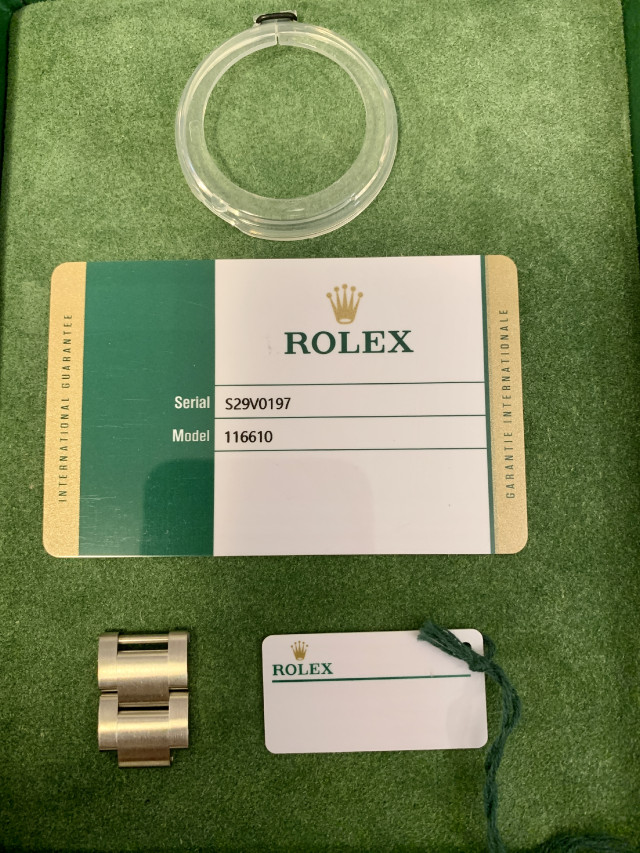 INTERNATIONAL GUARANTEE
ROLEX
Serial S29V0197
Model 116610
GARANTIE INTERNATIONALE
ROLEX